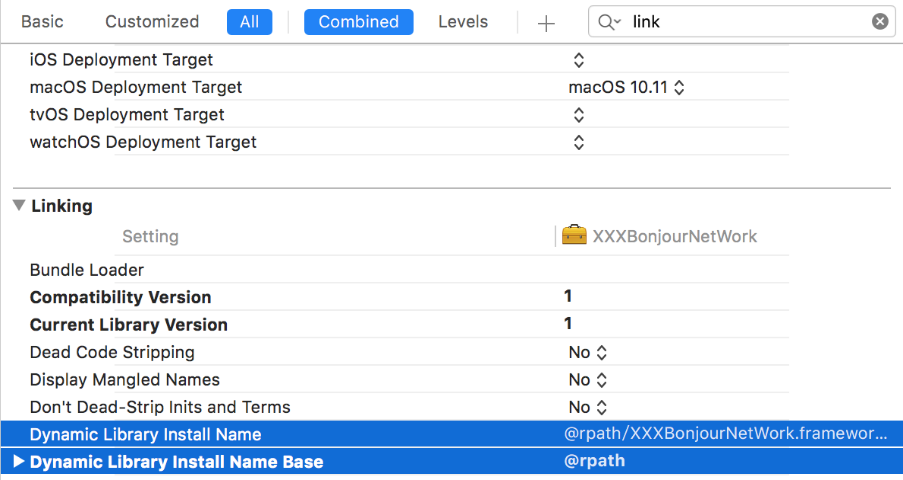 Basic Customized All Combined Levels + link
iOS Deployment Target
macOS Deployment Target macOS 10.11
tvOS Deployment Target
watchOS Deployment Target
Linking
Setting XXXBonjourNetWork
Bundle Loader
Compatibility Version 1
Current Library Version 1
Dead Code Stripping No
Display Mangled Names No
Don't Dead-Strip Inits and Terms No
Dynamic Library Install Name @rpath/XXXBonjourNetWork.framewor...
Dynamic Library Install Name Base @rpath